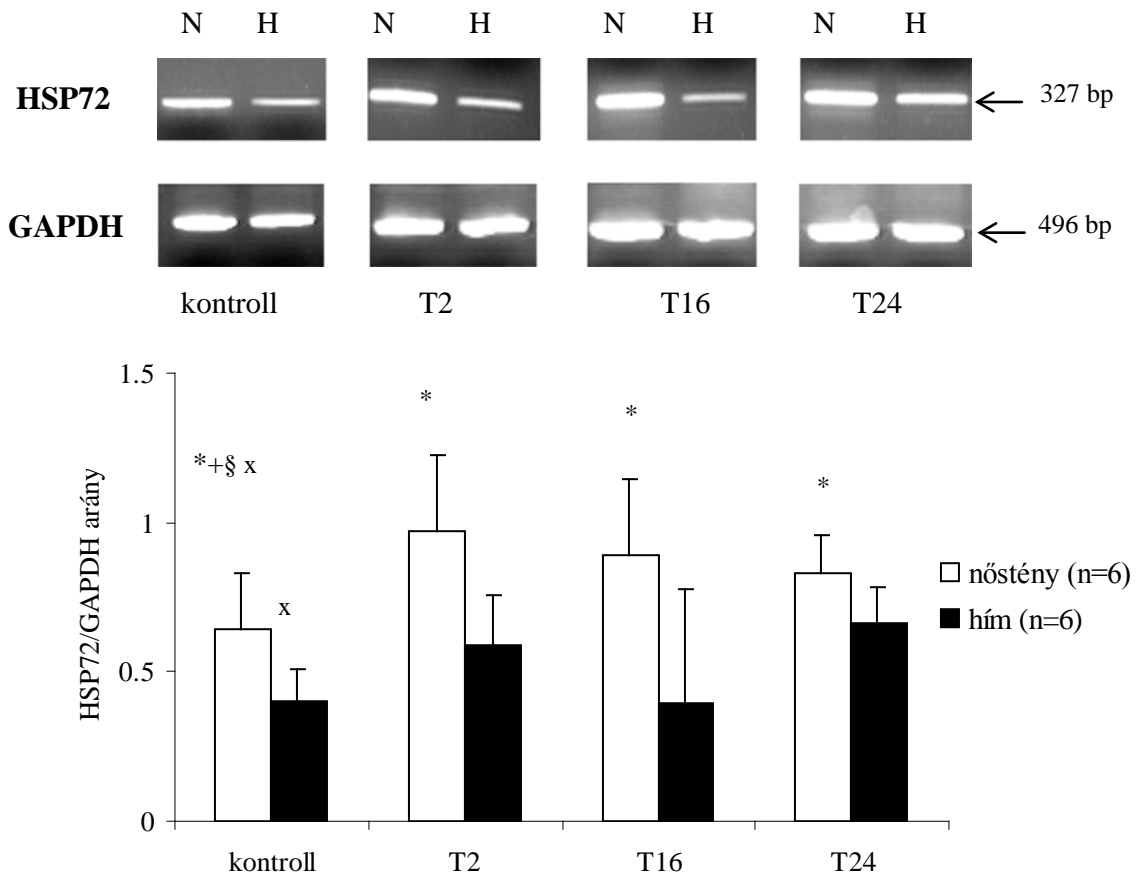 N H N H N H N H
HSP72
327 bp
GAPDH
496 bp
kontroll T2 T16 T24
1.5
1
0.5
0
HSP72/GAPDH arány
*+§ x
x
*
*
*
nőstény (n=6)
hím (n=6)
kontroll T2 T16 T24